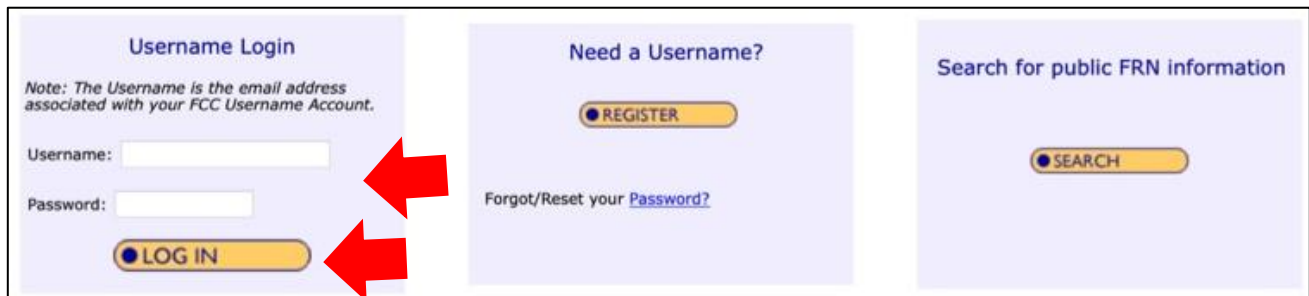 Username Login
Note: The Username is the email address
associated with your FCC Username Account.
Username:
Password:
LOG IN
Need a Username?
REGISTER
Forgot/Reset your Password?
Search for public FRN information
SEARCH